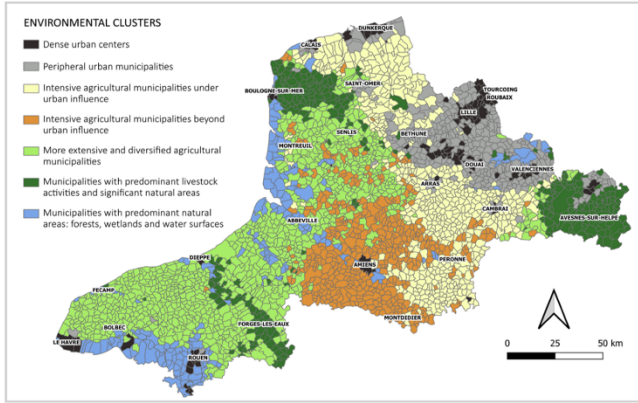 ENVIRONMENTAL CLUSTERS
Dense urban centers
Peripheral urban municipalities
Intensive agricultural municipalities under
urban influence
Intensive agricultural municipalities beyond
urban influence
More extensive and diversified agricultural
municipalities
Municipalities with predominant livestock
activities and significant natural areas
Municipalities with predominant natural
areas: forests, wetlands and water surfaces
DUNKERQUE
CALAIS
SAINT-OMER
BOULOGNE-SUR-MER
TOURCOING
ROUBAIX
LILLE
SENLIS
BETHUNE
MONTREUIL
DOUAI
VALENCIENNES
ARRAS
CAMBRAI
AVESNES-SUR-HELPE
ABBEVILLE
DIEPPE
AMIENS
PERONNE
FECAMP
MONTDIDIER
BOLBEC
FORGES-LES-EAUX
LE HAVRE
ROUEN
0 25 50 km